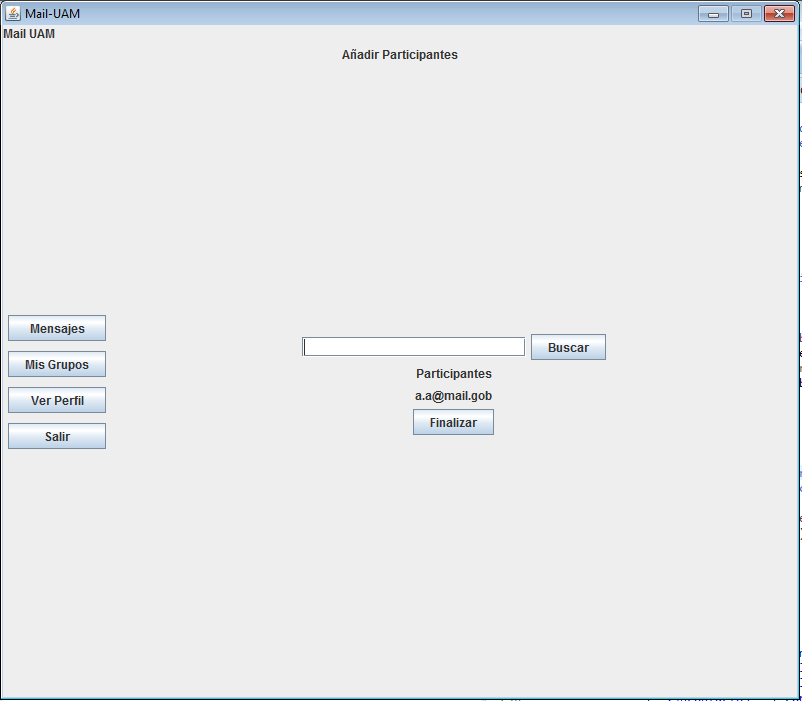 Mail-UAM
Mail UAM
Añadir Participantes
Mensajes
Mis Grupos
Ver Perfil
Salir
Buscar
Participantes
a.a@mail.gob
Finalizar